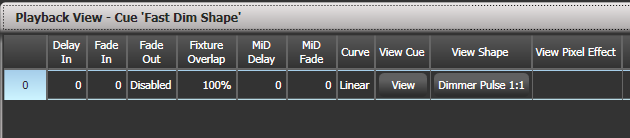 Playback View - Cue 'Fast Dim Shape'
Delay In Fade In Fade Out Fixture Overlap MiD Delay MiD Fade Curve View Cue View Shape View Pixel Effect
0 0 0 Disabled 100% 0 0 Linear View Dimmer Pulse 1:1